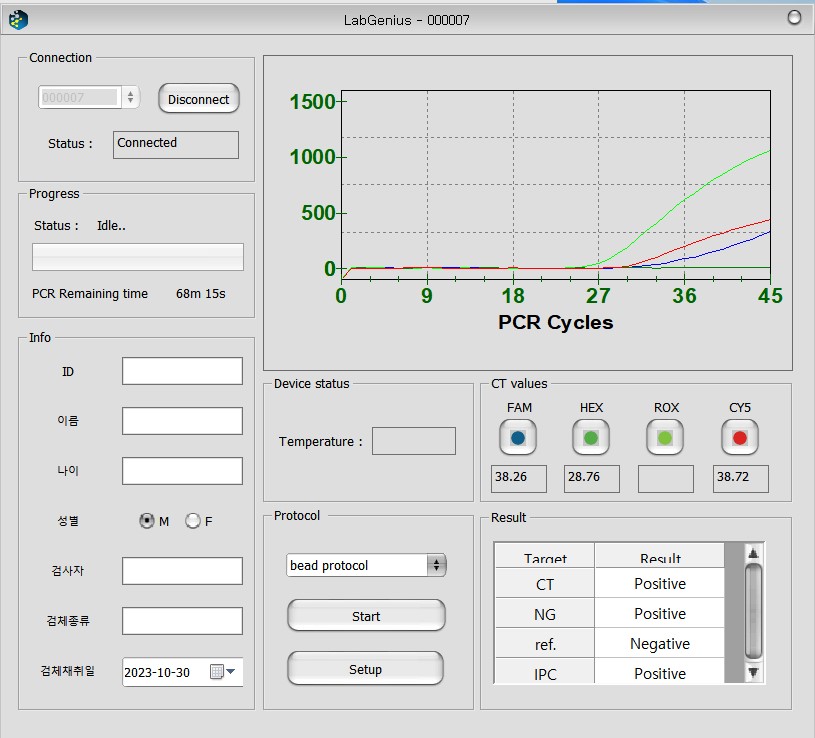 LabGenius - 000007
Connection
000007
Disconnect
Status :
Connected
Progress
Status :
Idle..
PCR Remaining time
68m 15s
Info
ID
이름
나이
성별
M
F
검사자
검체종류
검체채취일
2023-10-30
1500
1000
500
0
0
9
18
27
36
45
PCR Cycles
Device status
Temperature :
CT values
FAM
HEX
ROX
CY5
38.26
28.76
38.72
Protocol
bead protocol
Start
Setup
Result
Target
Result
CT
Positive
NG
Positive
ref.
Negative
IPC
Positive